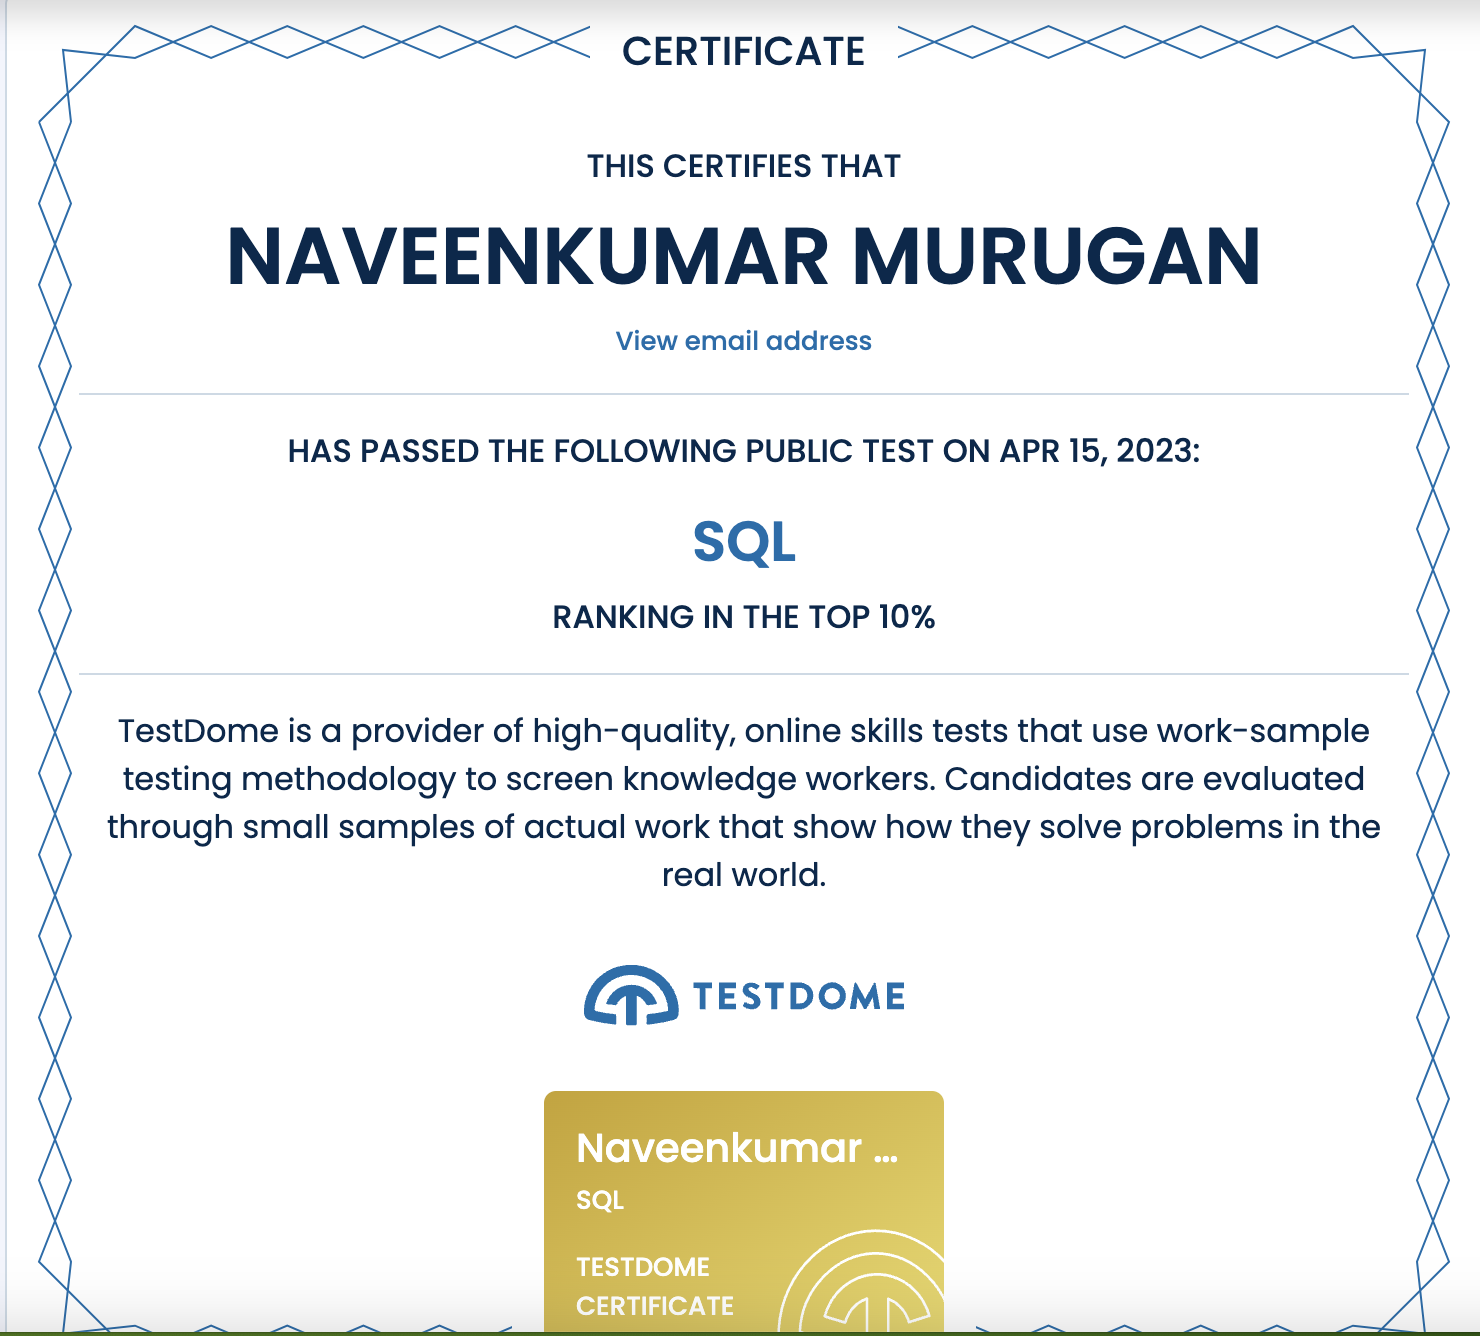 CERTIFICATE
THIS CERTIFIES THAT
NAVEENKUMAR MURUGAN
View email address
HAS PASSED THE FOLLOWING PUBLIC TEST ON APR 15, 2023:
SQL
RANKING IN THE TOP 10%
TestDome is a provider of high-quality, online skills tests that use work-sample
testing methodology to screen knowledge workers. Candidates are evaluated
through small samples of actual work that show how they solve problems in the
real world.
TESTDOME
Naveenkumar ...
SQL
TESTDOME
CERTIFICATE